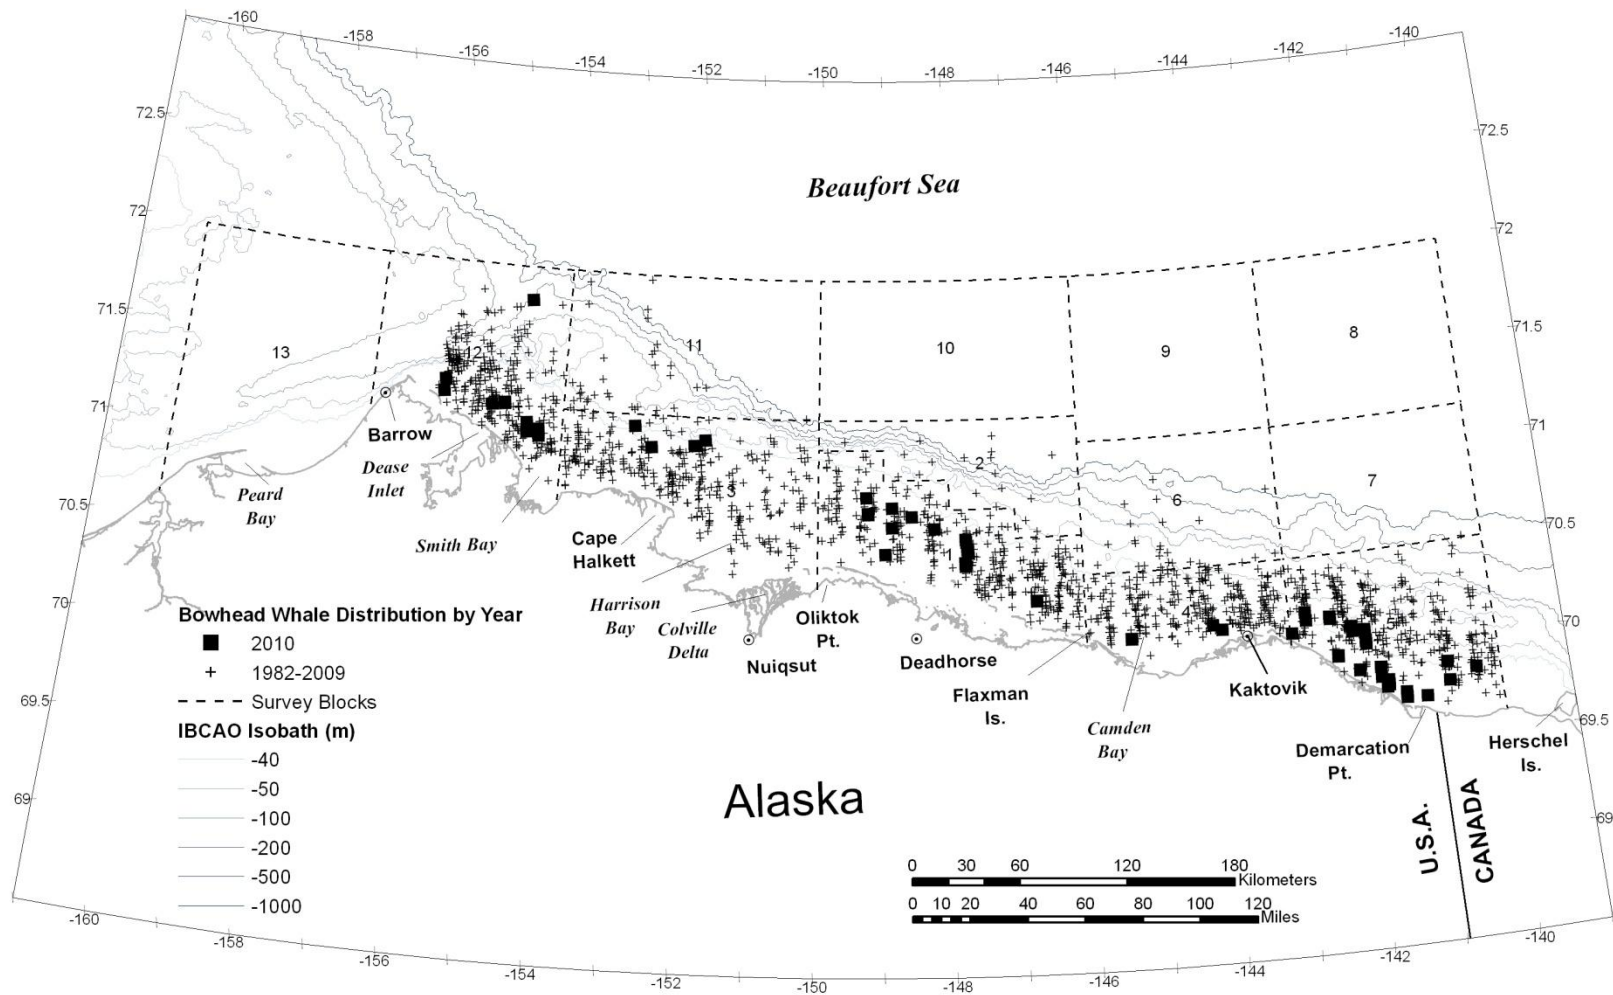 -160
-158
-156
-154
-152
-150
-148
-146
-144
-142
-140
72.5
72.5
Beaufort Sea
72
72
71.5
71.5
13
12
11
10
9
8
71
71
Barrow
Dease
Inlet
Peard
Bay
Smith Bay
70.5
70.5
3
2
6
7
4
Cape
Halkett
Harrison
Bay
Colville
Delta
Nuiqsut
Oliktok
Pt.
Deadhorse
Flaxman
Is.
Camden
Bay
Kaktovik
Demarcation
Pt.
Herschel
Is.
70
70
69.5
69.5
69
69
Bowhead Whale Distribution by Year
2010
1982-2009
Survey Blocks
IBCAO Isobath (m)
-40
-50
-100
-200
-500
-1000
Alaska
U.S.A.
CANADA
0 30 60 120 180
Kilometers
0 10 20 40 60 80 100 120
Miles
-160
-158
-156
-154
-152
-150
-148
-146
-144
-142
-140